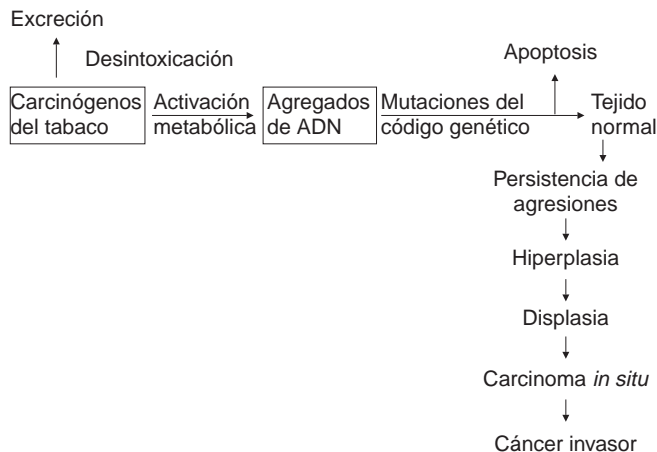 Excreción
Desintoxicación
Apoptosis
Carcinógenos
del tabaco
Activación
metabólica
Agregados
de ADN
Mutaciones del
código genético
Tejido
normal
Persistencia de
agresiones
Hiperplasia
Displasia
Carcinoma in situ
Cáncer invasor